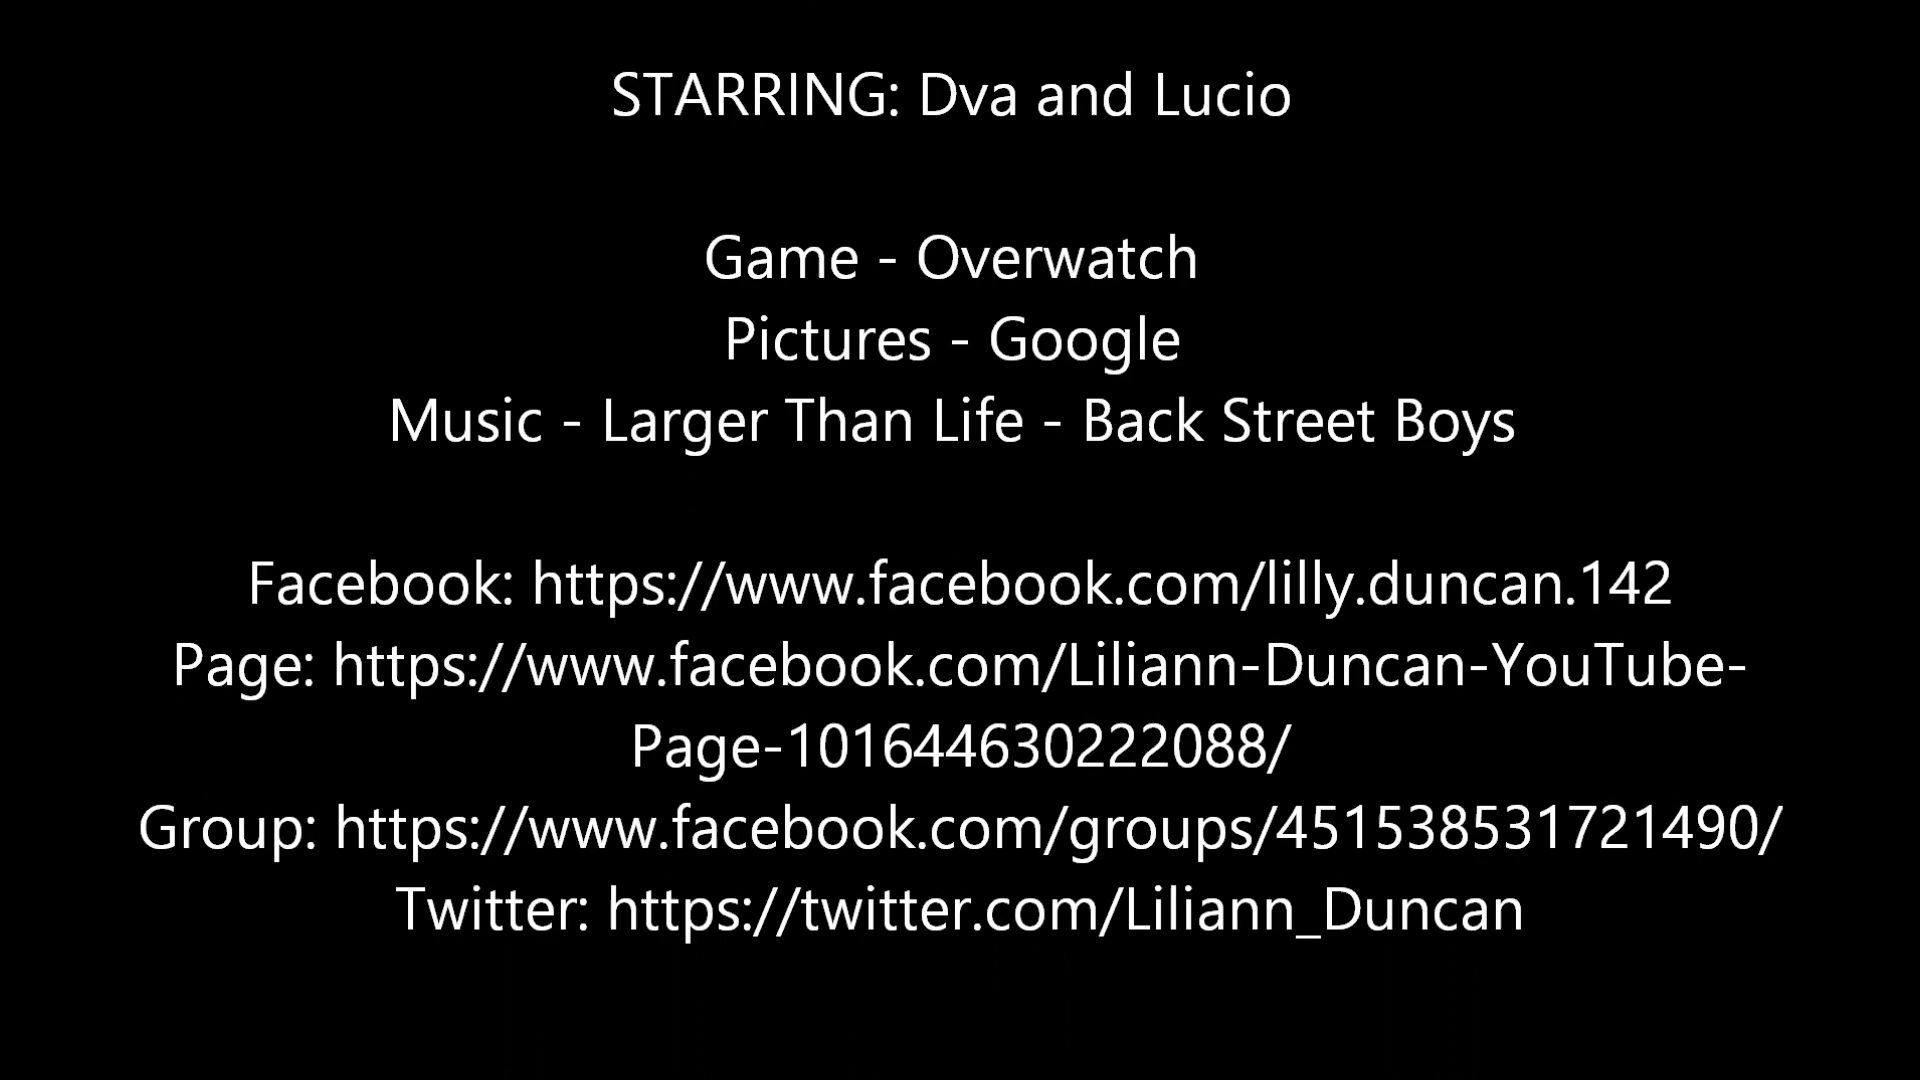 STARRING: Dva and Lucio
Game - Overwatch
Pictures - Google
Music - Larger Than Life - Back Street Boys
Facebook: https://www.facebook.com/lilly.duncan.142
Page: https://www.facebook.com/Liliann-Duncan-YouTube-
Page-101644630222088/
Group: https://www.facebook.com/groups/451538531721490/
Twitter: https://twitter.com/Liliann_Duncan